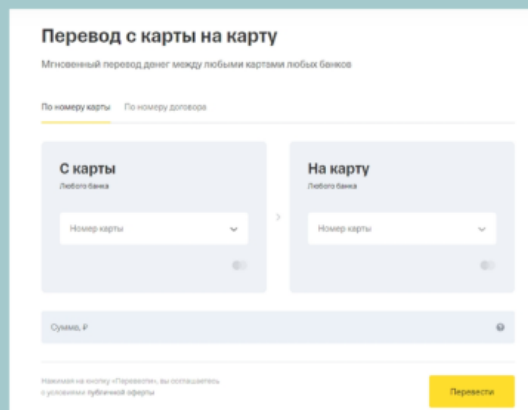 Перевод с карты на карту
Мгновенный перевод денег между любыми картами любых банков
По номеру карты По номеру договора
С карты
Любого банка
Номер карты
На карту
Любого банка
Номер карты
Сумма, ₽
Нажимая на кнопку «Перевести», вы соглашаетесь
с условиями публичной оферты
Перевести